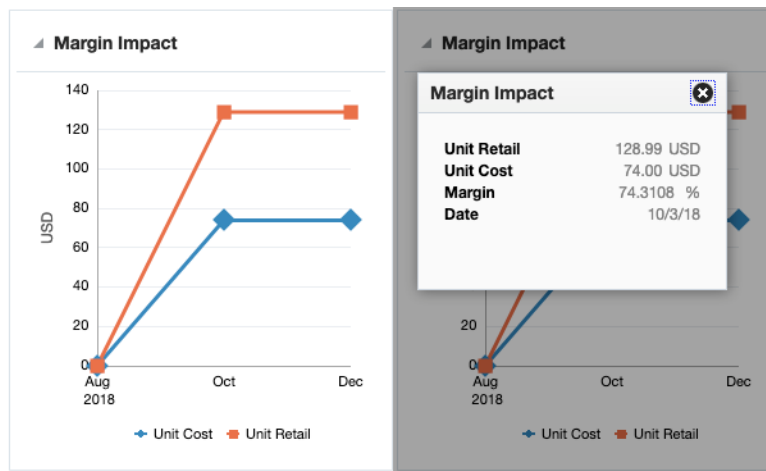 Margin Impact
140
120
100
80
60
40
20
0
USD
Aug
2018
Oct
Dec
Unit Cost
Unit Retail
Margin Impact
Margin Impact
Unit Retail 128.99 USD
Unit Cost 74.00 USD
Margin 74.3108 %
Date 10/3/18
20
0
Aug
2018
Oct
Dec
Unit Cost
Unit Retail